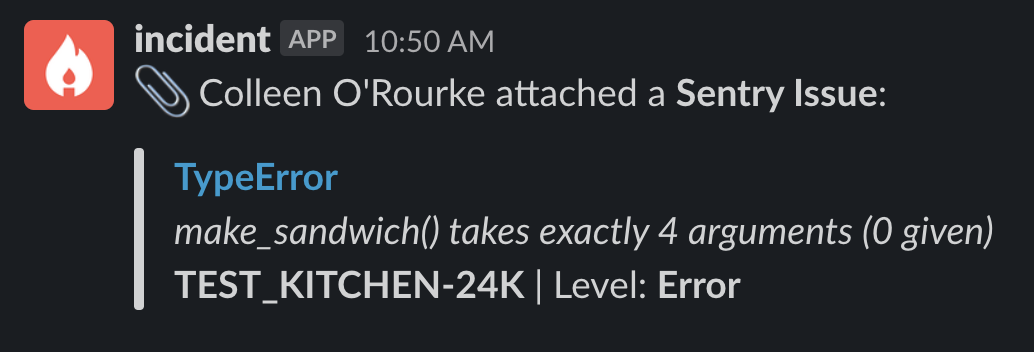 incident APP 10:50 AM
Colleen O'Rourke attached a Sentry Issue:
TypeError
make_sandwich() takes exactly 4 arguments (0 given)
TEST_KITCHEN-24K | Level: Error